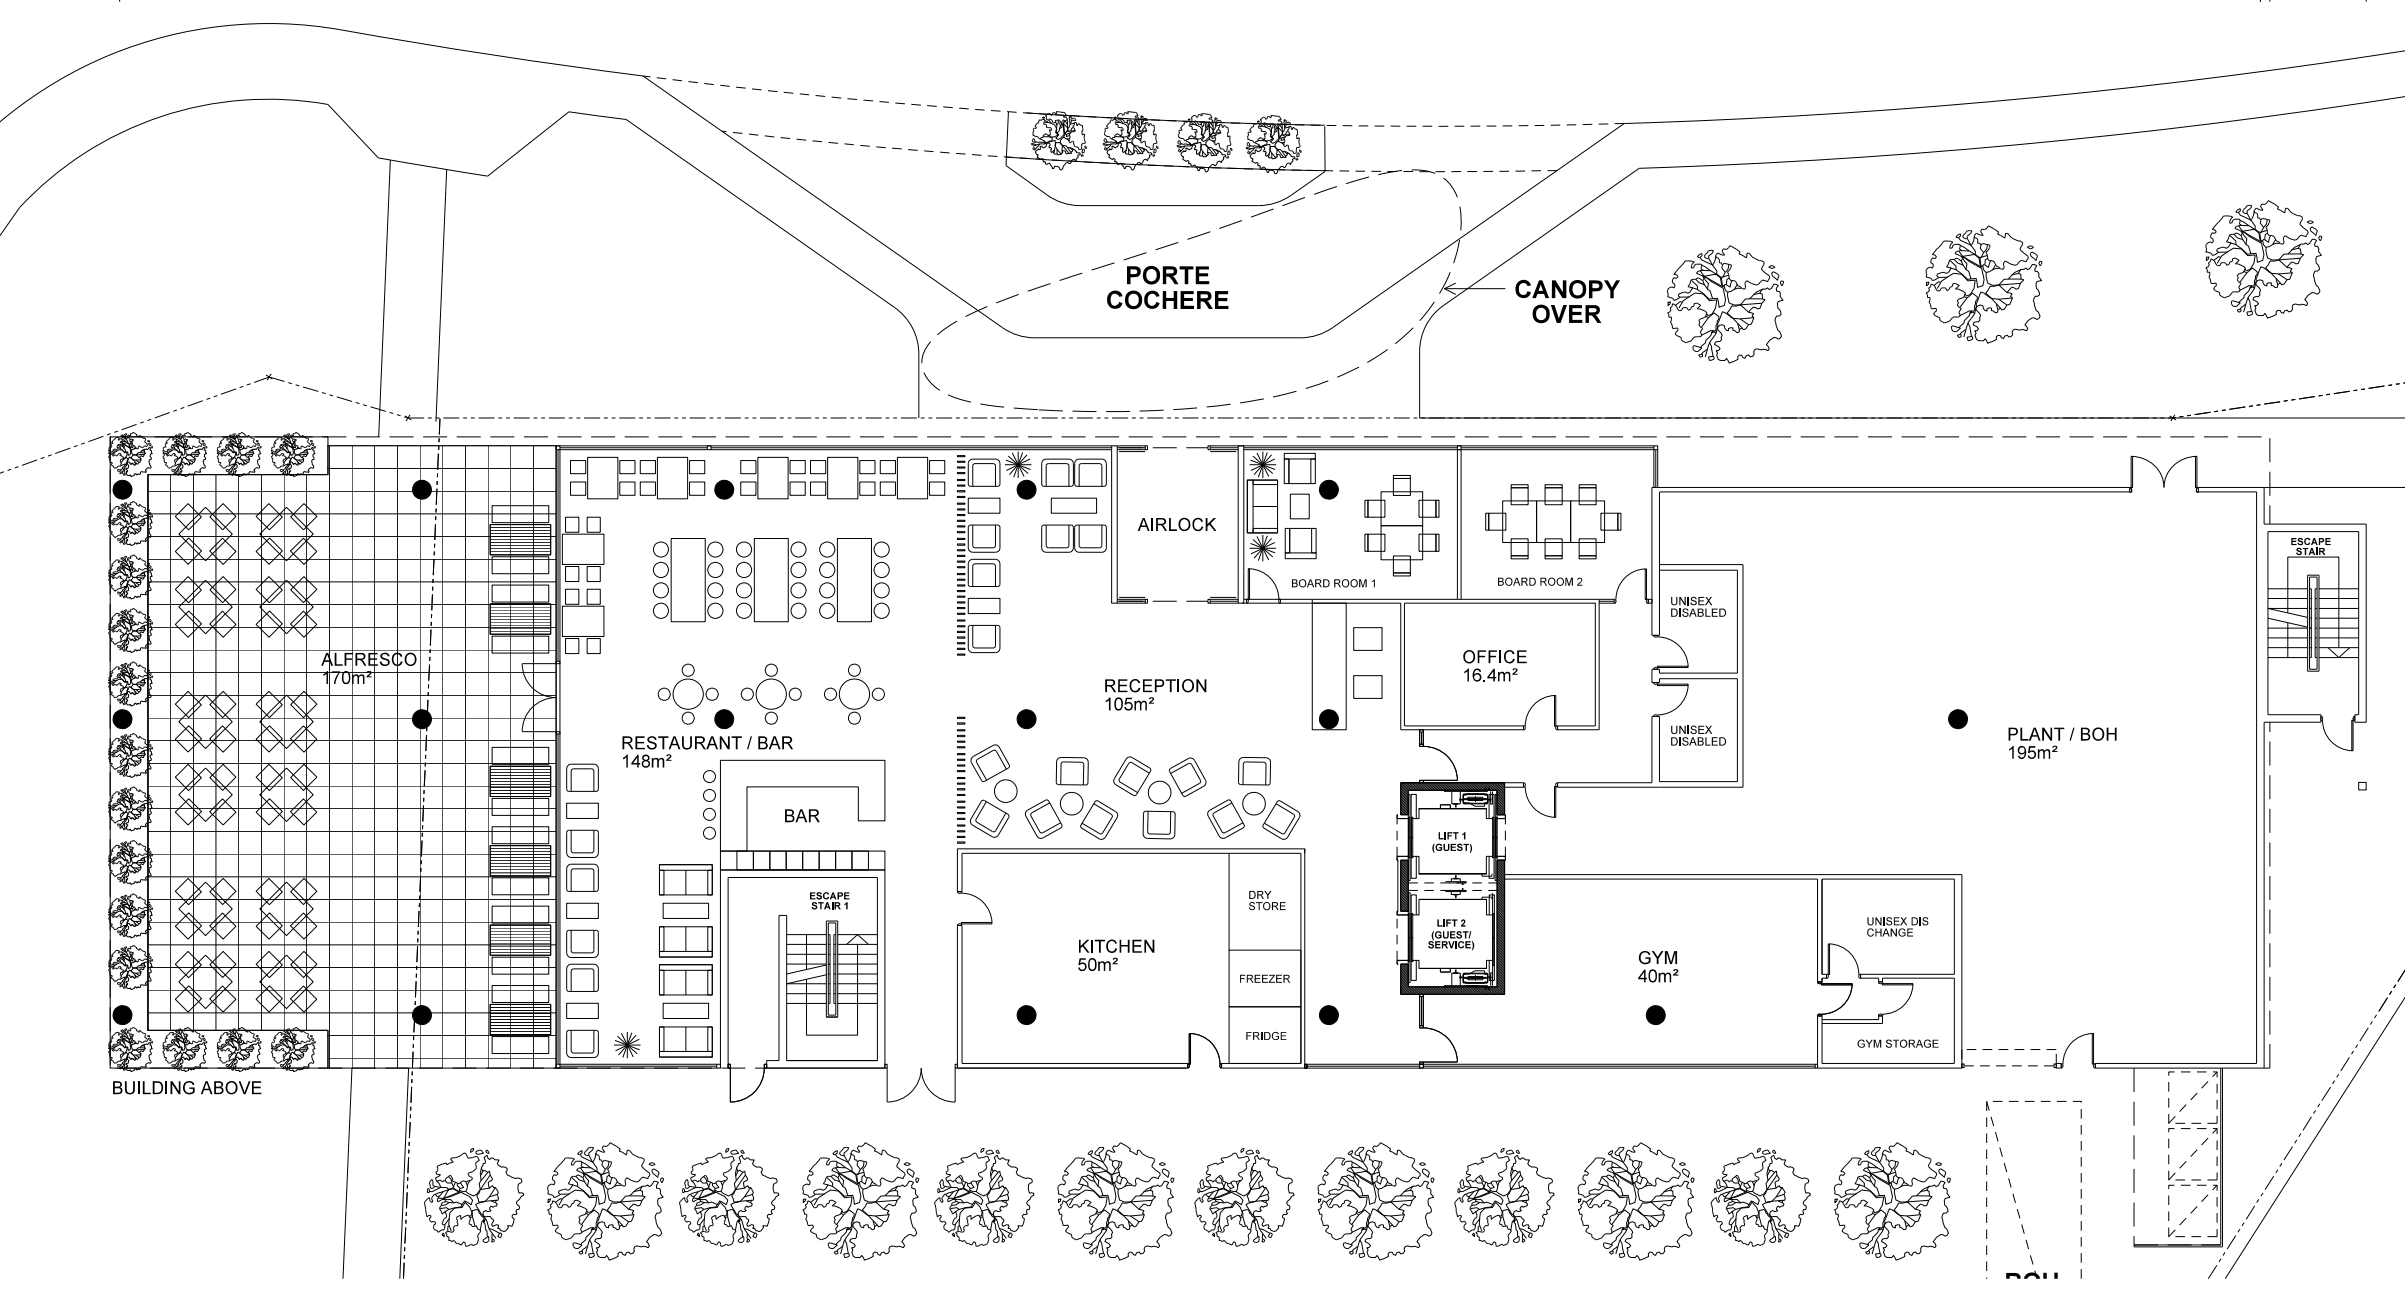 PORTE
COCHERE
CANOPY
OVER
AIRLOCK
BOARD ROOM 1
BOARD ROOM 2
ESCAPE
STAIR
UNISEX
DISABLED
ALFRESCO
170m²
OFFICE
16.4m²
RECEPTION
105m²
RESTAURANT / BAR
148m²
UNISEX
DISABLED
PLANT / BOH
195m²
BAR
LIFT 1
(GUEST)
ESCAPE
STAIR 1
DRY
STORE
LIFT 2
(GUEST/
SERVICE)
UNISEX DIS
CHANGE
KITCHEN
50m²
GYM
40m²
FREEZER
FRIDGE
GYM STORAGE
BUILDING ABOVE
BOH